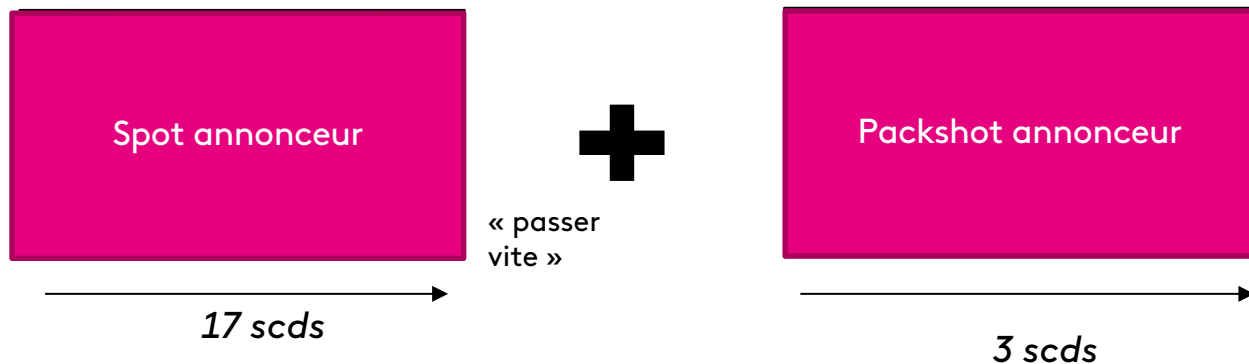 Spot annonceur
Packshot annonceur
« passer
vite »
17 scds
3 scds